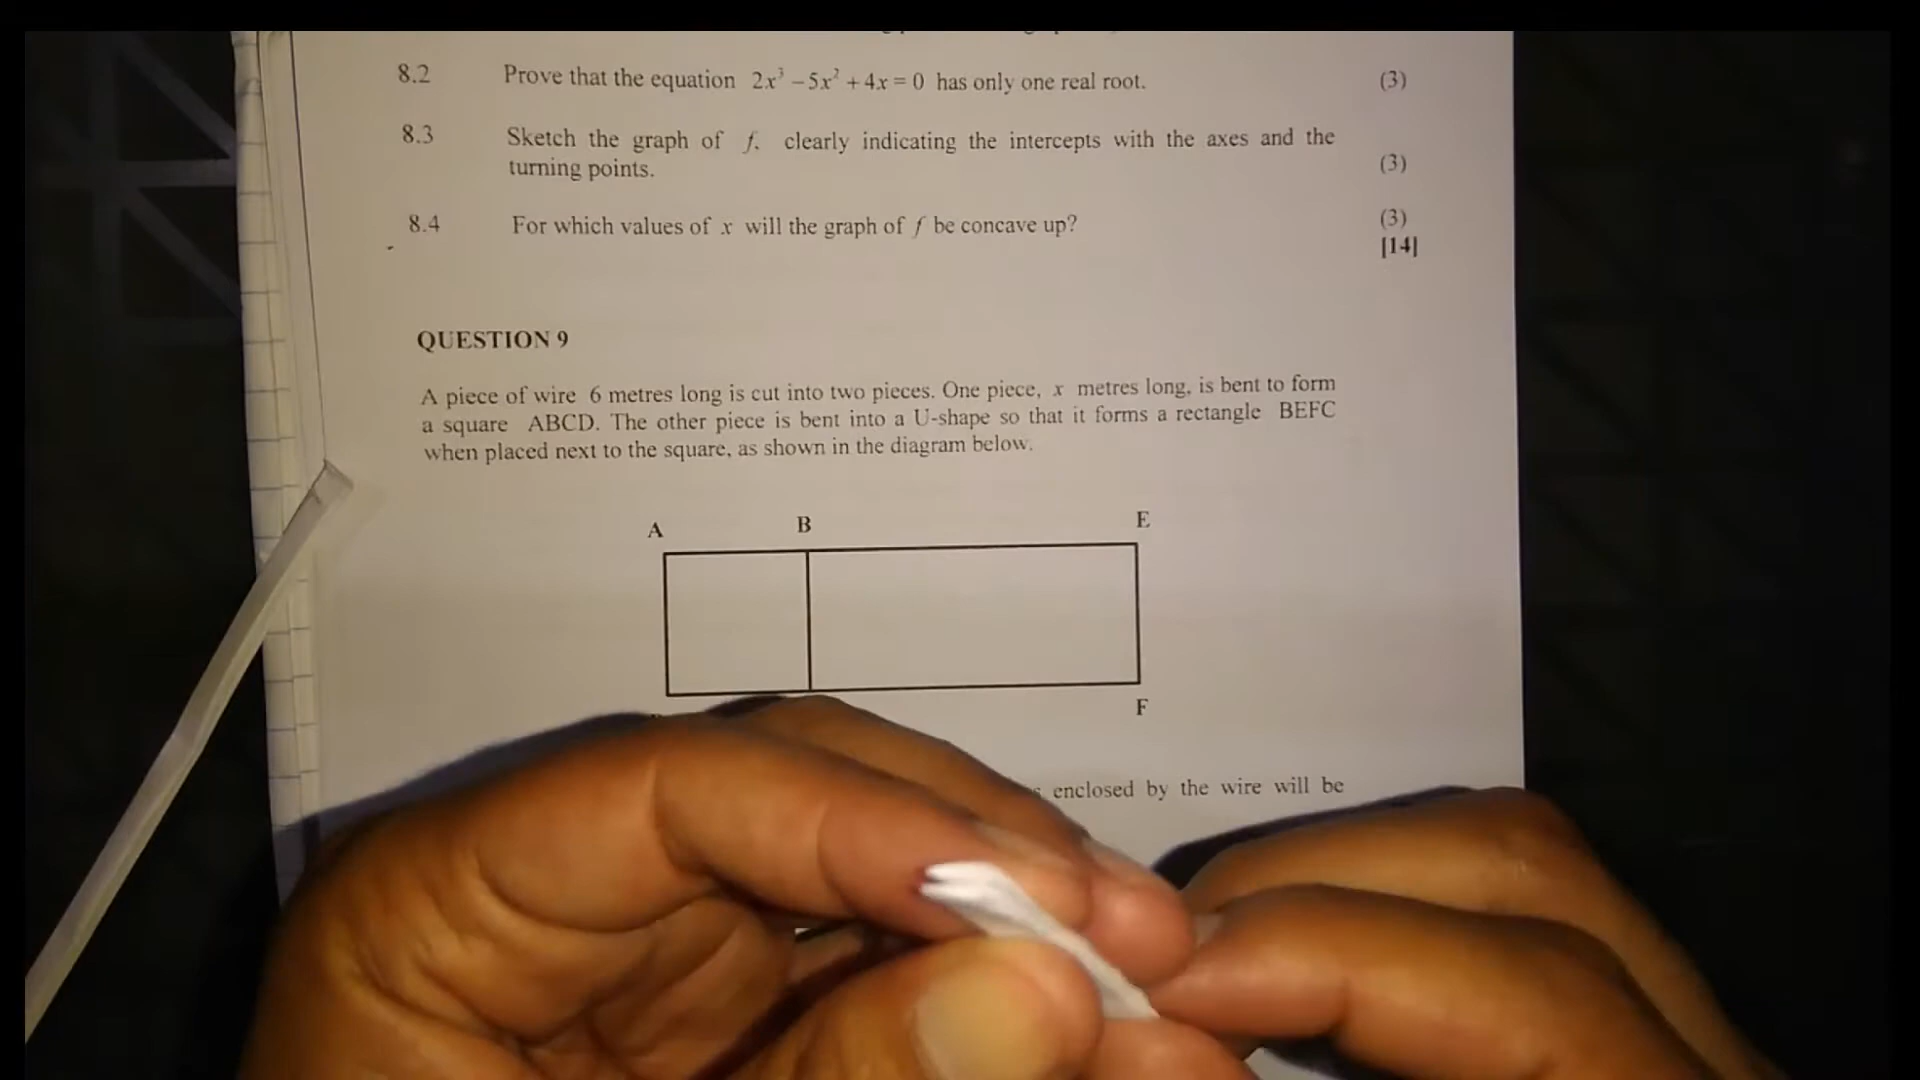 8.2 Prove that the equation 2x³ – 5x² + 4x = 0 has only one real root. (3)
8.3 Sketch the graph of f, clearly indicating the intercepts with the axes and the
turning points. (3)
8.4 For which values of x will the graph of f be concave up? (3)
[14]
QUESTION 9
A piece of wire 6 metres long is cut into two pieces. One piece, x metres long, is bent to form
a square ABCD. The other piece is bent into a U-shape so that it forms a rectangle BEFC
when placed next to the square, as shown in the diagram below.
A B E
F
enclosed by the wire will be